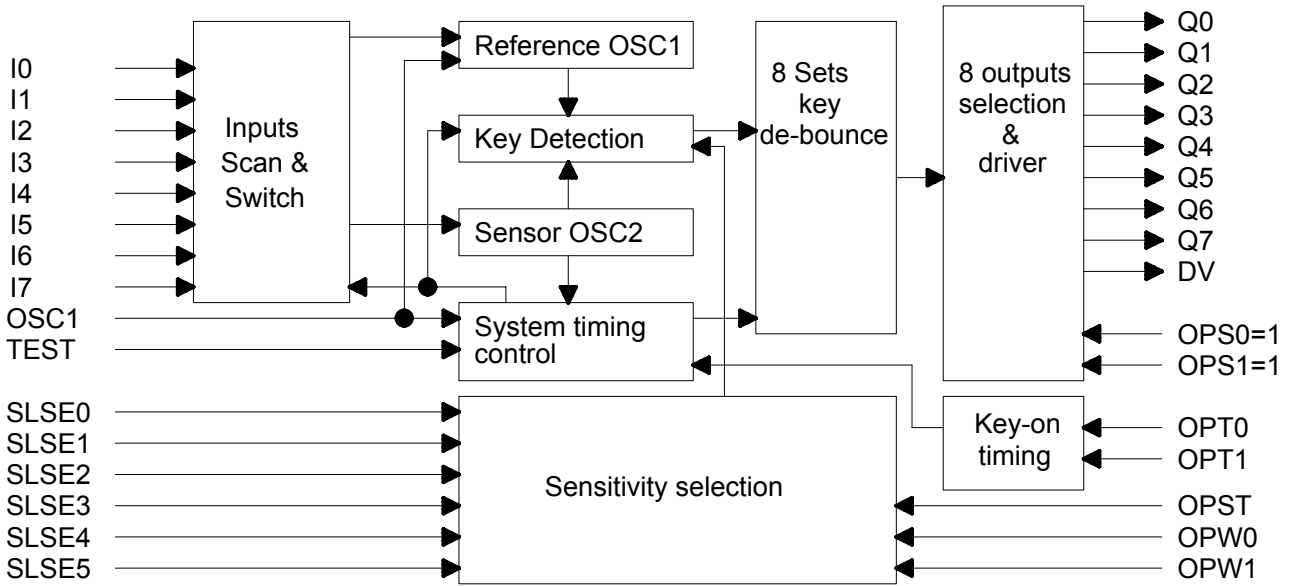 I0
I1
I2
I3
I4
I5
I6
I7
OSC1
TEST
SLSE0
SLSE1
SLSE2
SLSE3
SLSE4
SLSE5
Inputs
Scan &
Switch
Reference OSC1
Key Detection
Sensor OSC2
System timing
control
Sensitivity selection
8 Sets
key
de-bounce
8 outputs
selection
&
driver
Key-on
timing
Q0
Q1
Q2
Q3
Q4
Q5
Q6
Q7
DV
OPS0=1
OPS1=1
OPT0
OPT1
OPST
OPW0
OPW1